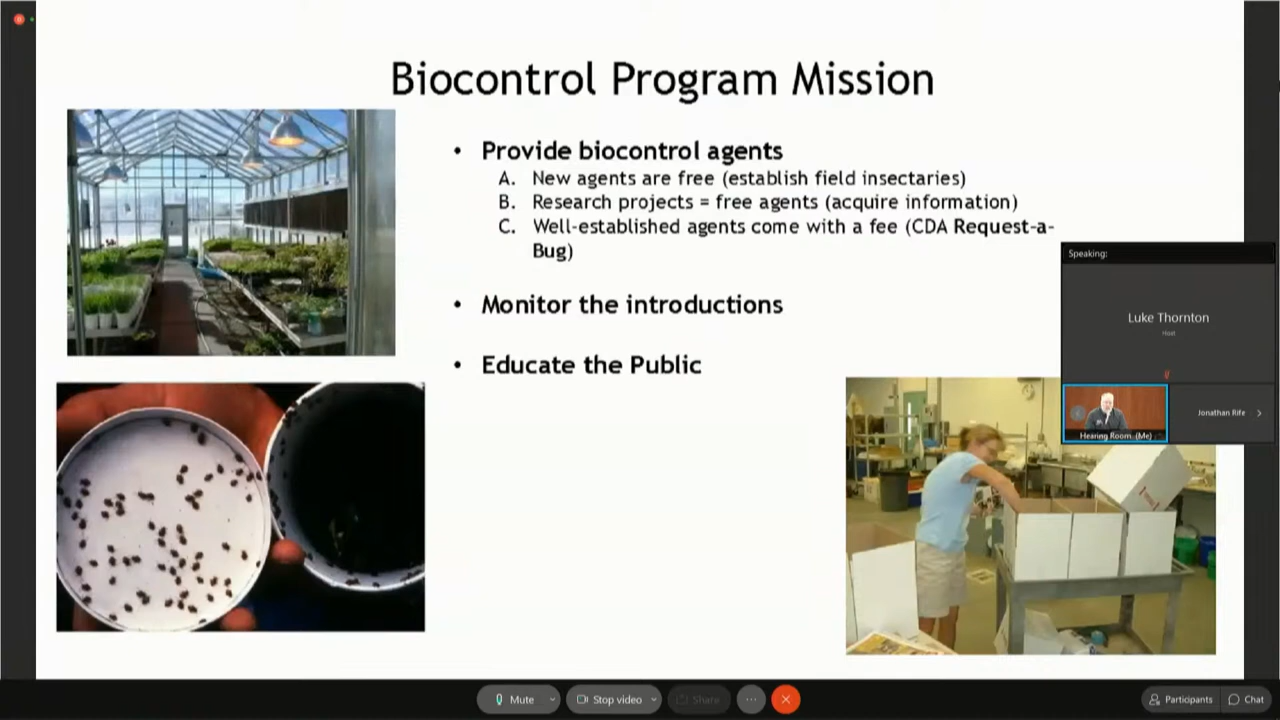 Biocontrol Program Mission
• Provide biocontrol agents
A. New agents are free (establish field insectaries)
B. Research projects = free agents (acquire information)
C. Well-established agents come with a fee (CDA Request-a-
Bug)
• Monitor the introductions
• Educate the Public
Speaking:
Luke Thornton
Host
Hearing Room (Me)
Jonathan Rife
Mute
Stop video
Share
Participants
Chat